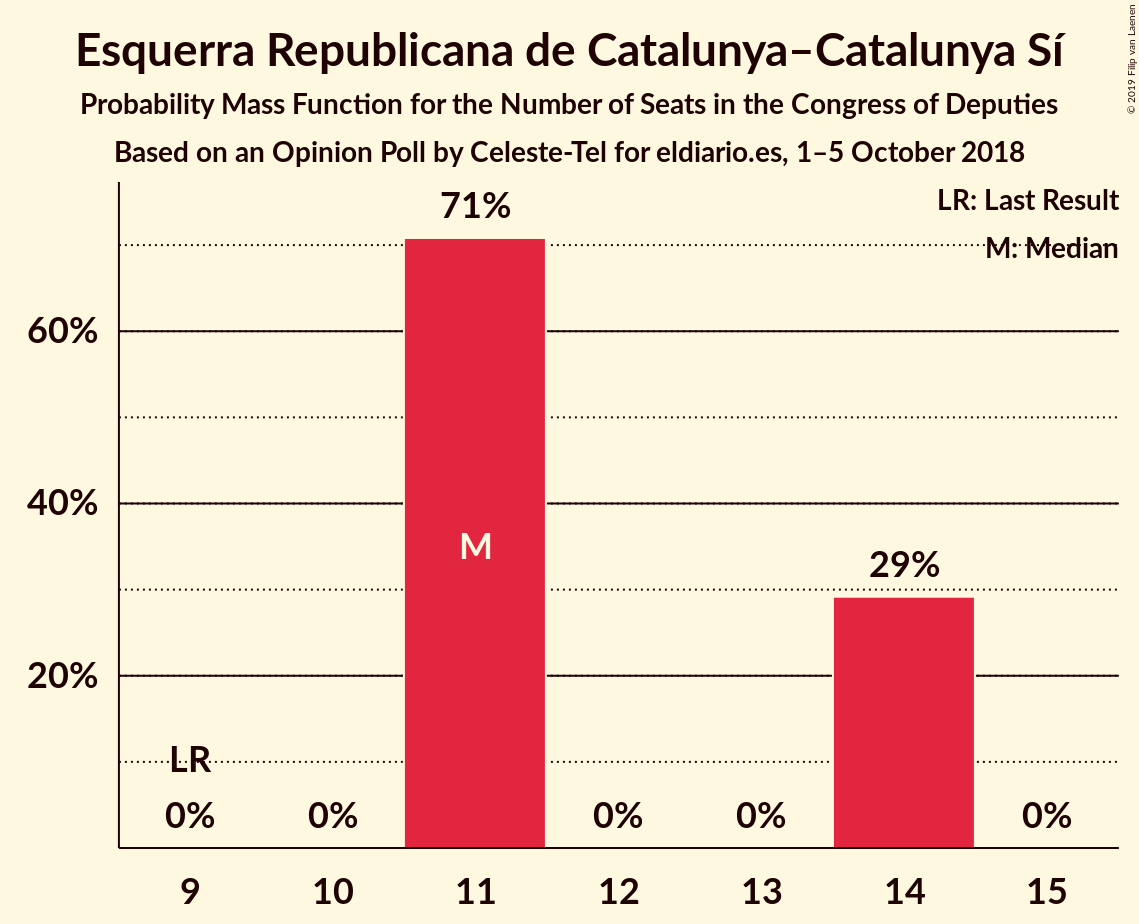 Esquerra Republicana de Catalunya–Catalunya Sí
Probability Mass Function for the Number of Seats in the Congress of Deputies
Based on an Opinion Poll by Celeste-Tel for eldiario.es, 1–5 October 2018
© 2019 Filip van Laenen
LR: Last Result
M: Median
71%
60%
40%
M
29%
20%
LR
0% 0% 0% 0% 0%
9 10 11 12 13 14 15